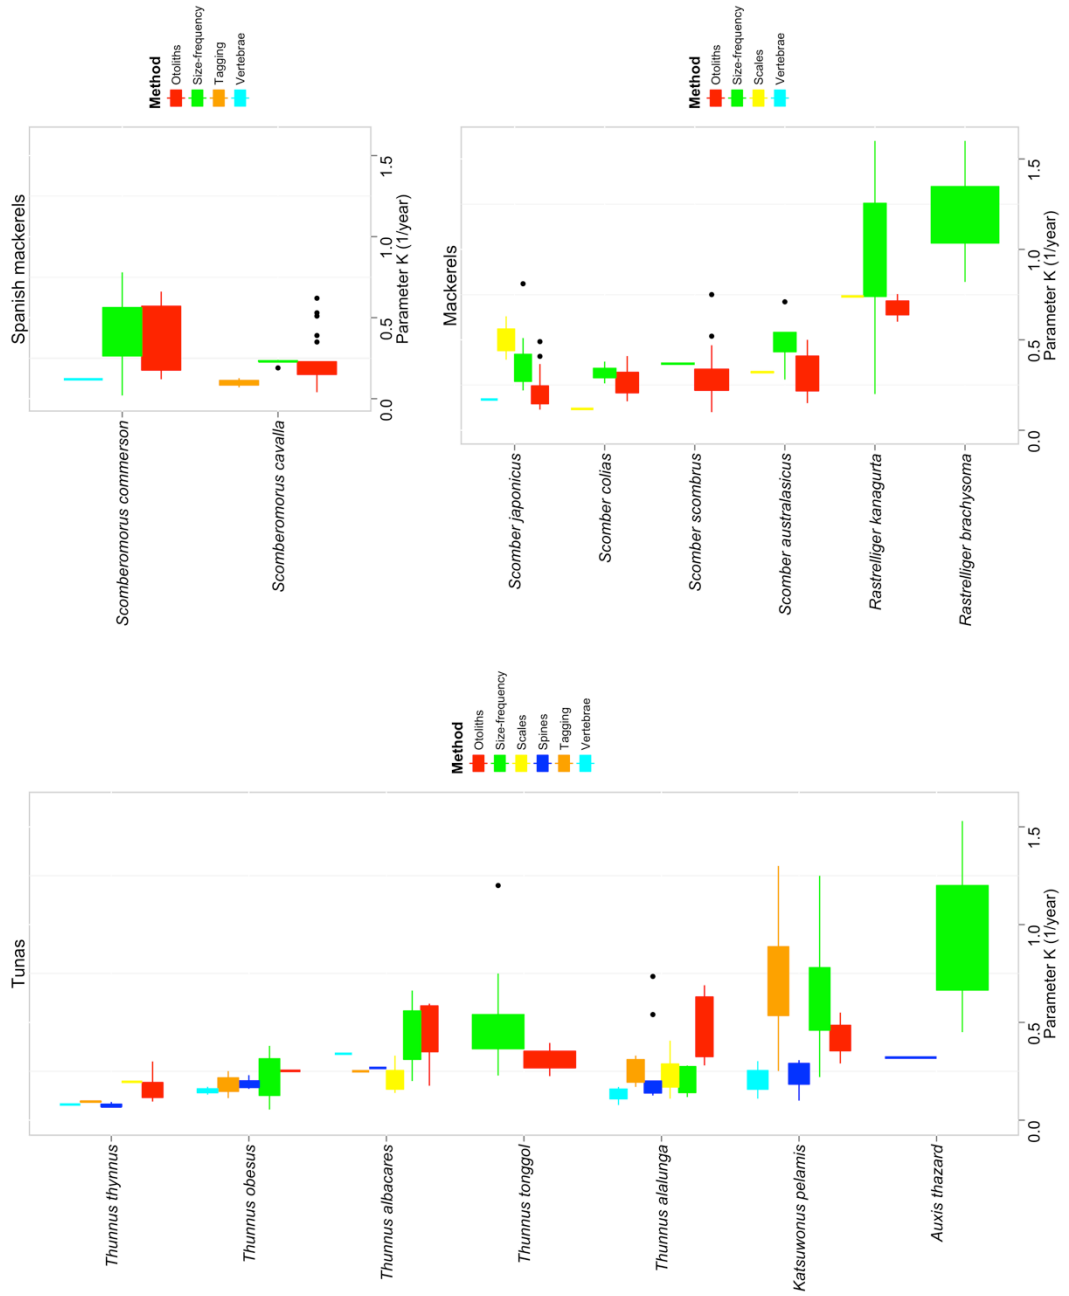 Tunas
Thunnus thynnus
Thunnus obesus
Thunnus albacares
Thunnus tonggol
Thunnus alalunga
Katsuwonus pelamis
Auxis thazard
0.0
0.5
1.0
1.5
Parameter K (1/year)
Method
Otoliths
Size-frequency
Scales
Spines
Tagging
Vertebrae
Spanish mackerels
Scomberomorus commerson
Scomberomorus cavalla
0.0
0.5
1.0
1.5
Parameter K (1/year)
Method
Otoliths
Size-frequency
Tagging
Vertebrae
Mackerels
Scomber japonicus
Scomber colias
Scomber scombrus
Scomber australasicus
Rastrelliger kanagurta
Rastrelliger brachysoma
0.0
0.5
1.0
1.5
Parameter K (1/year)
Method
Otoliths
Size-frequency
Scales
Vertebrae